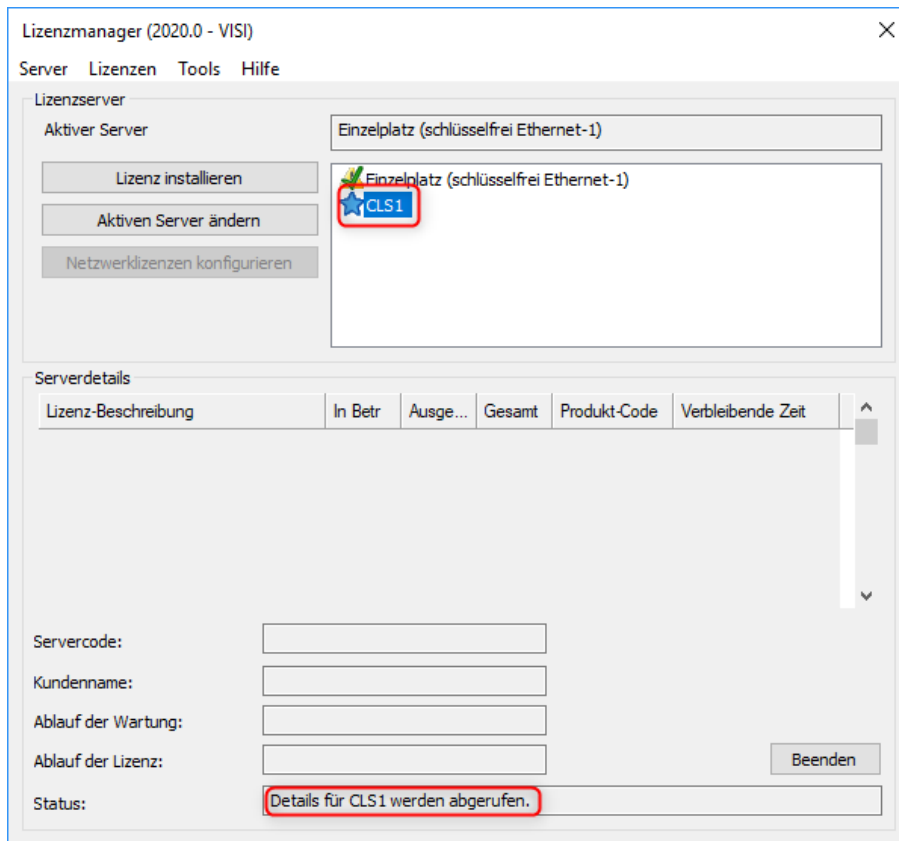 Lizenzmanager (2020.0 - VISI)
Server Lizenzen Tools Hilfe
Lizenzserver
Aktiver Server
Einzelplatz (schlüsselfrei Ethernet-1)
Lizenz installieren
Aktiven Server ändern
Netzwerklizenzen konfigurieren
Einzelplatz (schlüsselfrei Ethernet-1)
CLS1
Serverdetails
Lizenz-Beschreibung In Betr Ausge... Gesamt Produkt-Code Verbleibende Zeit
Servercode:
Kundenname:
Ablauf der Wartung:
Ablauf der Lizenz:
Beenden
Status: Details für CLS1 werden abgerufen.